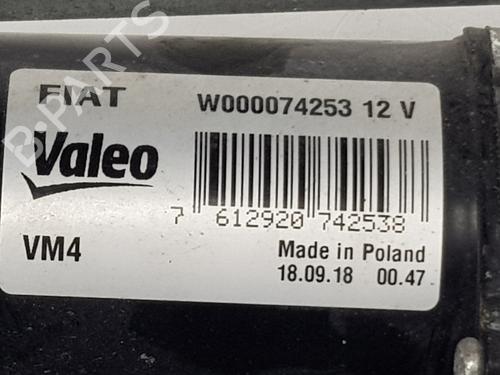 FIAT W000074253 12 V
Valeo
7 612920 742538
VM4 Made in Poland
18.09.18 00.47
B-PARTS